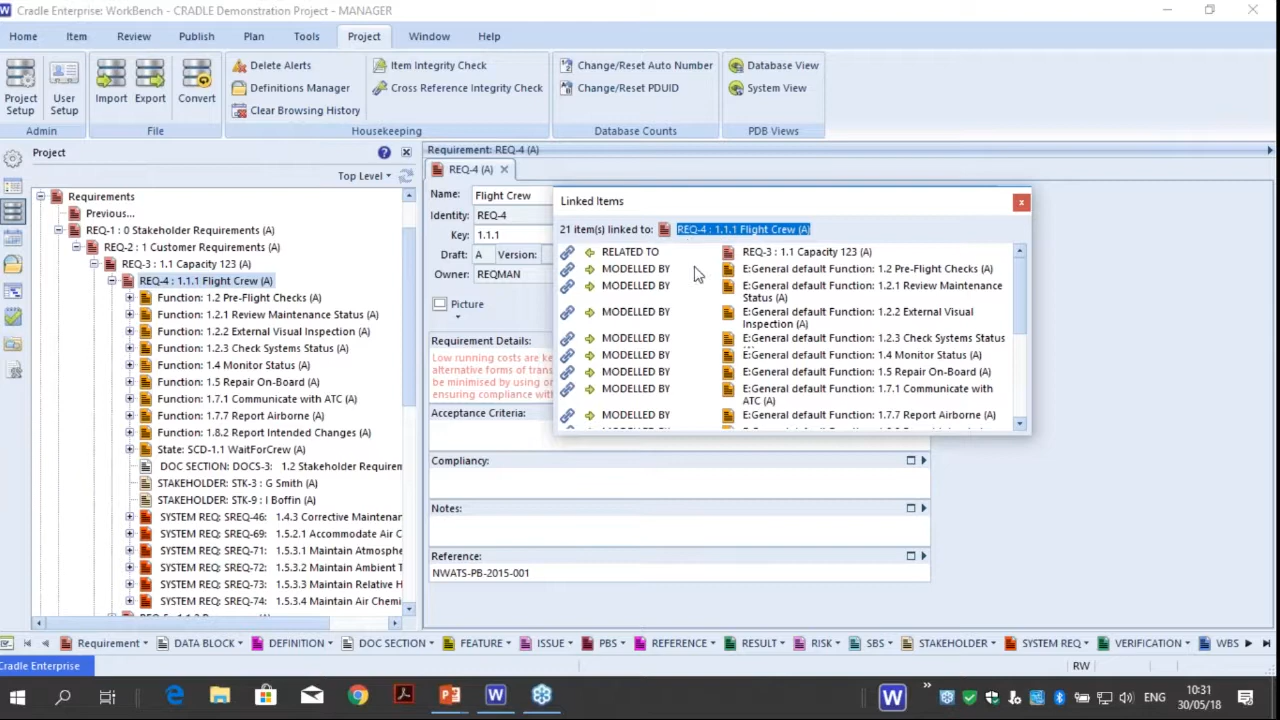 Cradle Enterprise: WorkBench - CRADLE Demonstration Project - MANAGER
Home Item Review Publish Plan Tools Project Window Help
Project Setup
User Setup
Admin
Import
Export
Convert
File
Delete Alerts
Definitions Manager
Clear Browsing History
Item Integrity Check
Cross Reference Integrity Check
Housekeeping
Change/Reset Auto Number
Change/Reset PDUID
Database Counts
Database View
System View
PDB Views
Project
Top Level
Requirements
Previous...
REQ-1 : 0 Stakeholder Requirements (A)
REQ-2 : 1 Customer Requirements (A)
REQ-3 : 1.1 Capacity 123 (A)
REQ-4 : 1.1.1 Flight Crew (A)
Function: 1.2 Pre-Flight Checks (A)
Function: 1.2.1 Review Maintenance Status (A)
Function: 1.2.2 External Visual Inspection (A)
Function: 1.2.3 Check Systems Status (A)
Function: 1.4 Monitor Status (A)
Function: 1.5 Repair On-Board (A)
Function: 1.7.1 Communicate with ATC (A)
Function: 1.7.7 Report Airborne (A)
Function: 1.8.2 Report Intended Changes (A)
State: SCD-1.1 WaitForCrew (A)
DOC SECTION: DOCS-3: 1.2 Stakeholder Requirem
STAKEHOLDER: STK-3 : G Smith (A)
STAKEHOLDER: STK-9 : I Boffin (A)
SYSTEM REQ: SREQ-46: 1.4.3 Corrective Maintenan
SYSTEM REQ: SREQ-69: 1.5.2.1 Accommodate Air C
SYSTEM REQ: SREQ-71: 1.5.3.1 Maintain Atmosphe
SYSTEM REQ: SREQ-72: 1.5.3.2 Maintain Ambient T
SYSTEM REQ: SREQ-73: 1.5.3.3 Maintain Relative H
SYSTEM REQ: SREQ-74: 1.5.3.4 Maintain Air Chemi
Requirement: REQ-4 (A)
REQ-4 (A)
Name: Flight Crew
Identity: REQ-4
Key: 1.1.1
Draft: A Version:
Owner: REQMAN
Picture
Requirement Details:
Low running costs are ke
alternative forms of trans
be minimised by using or
ensuring compliance with
Acceptance Criteria:
Compliancy:
Notes:
Reference:
NWATS-PB-2015-001
Linked Items
21 item(s) linked to: REQ-4 : 1.1.1 Flight Crew (A)
RELATED TO REQ-3 : 1.1 Capacity 123 (A)
MODELLED BY E:General default Function: 1.2 Pre-Flight Checks (A)
MODELLED BY E:General default Function: 1.2.1 Review Maintenance
Status (A)
MODELLED BY E:General default Function: 1.2.2 External Visual
Inspection (A)
MODELLED BY E:General default Function: 1.2.3 Check Systems Status
MODELLED BY E:General default Function: 1.4 Monitor Status (A)
MODELLED BY E:General default Function: 1.5 Repair On-Board (A)
MODELLED BY E:General default Function: 1.7.1 Communicate with
ATC (A)
MODELLED BY E:General default Function: 1.7.7 Report Airborne (A)
Requirement DATA BLOCK DEFINITION DOC SECTION FEATURE ISSUE PBS REFERENCE RESULT RISK SBS STAKEHOLDER SYSTEM REQ VERIFICATION WBS
Cradle Enterprise
RW
ENG
10:31
30/05/18